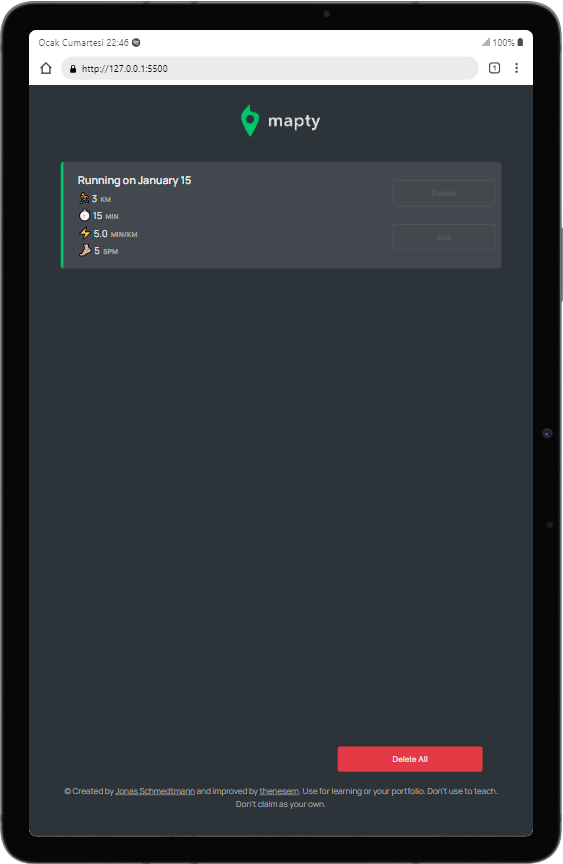 Ocak Cumartesi 22:46
100%
http://127.0.0.1:5500
1
mapty
Running on January 15
3 KM
15 MIN
5.0 MIN/KM
5 SPM
Delete
Edit
Delete All
© Created by Jonas Schmedtmann and improved by thenesern. Use for learning or your portfolio. Don't use to teach.
Don't claim as your own.